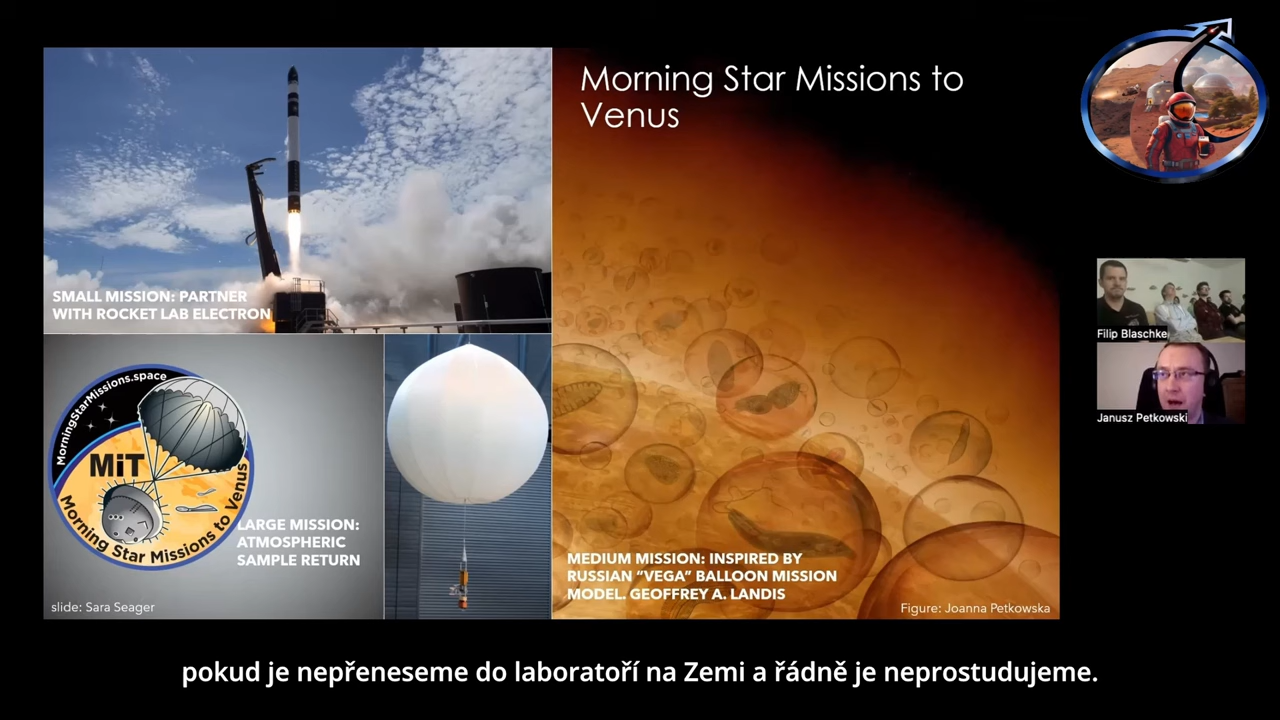 Morning Star Missions to
Venus
SMALL MISSION: PARTNER
WITH ROCKET LAB ELECTRON
MorningStarMissions.space
MiT
Morning Star Missions to Venus
LARGE MISSION:
ATMOSPHERIC
SAMPLE RETURN
slide: Sara Seager
MEDIUM MISSION: INSPIRED BY
RUSSIAN “VEGA” BALLOON MISSION
MODEL. GEOFFREY A. LANDIS
Figure: Joanna Petkowska
Filip Blaschke
Janusz Petkowski
pokud je nepřeneseme do laboratoří na Zemi a řádně je neprostudujeme.